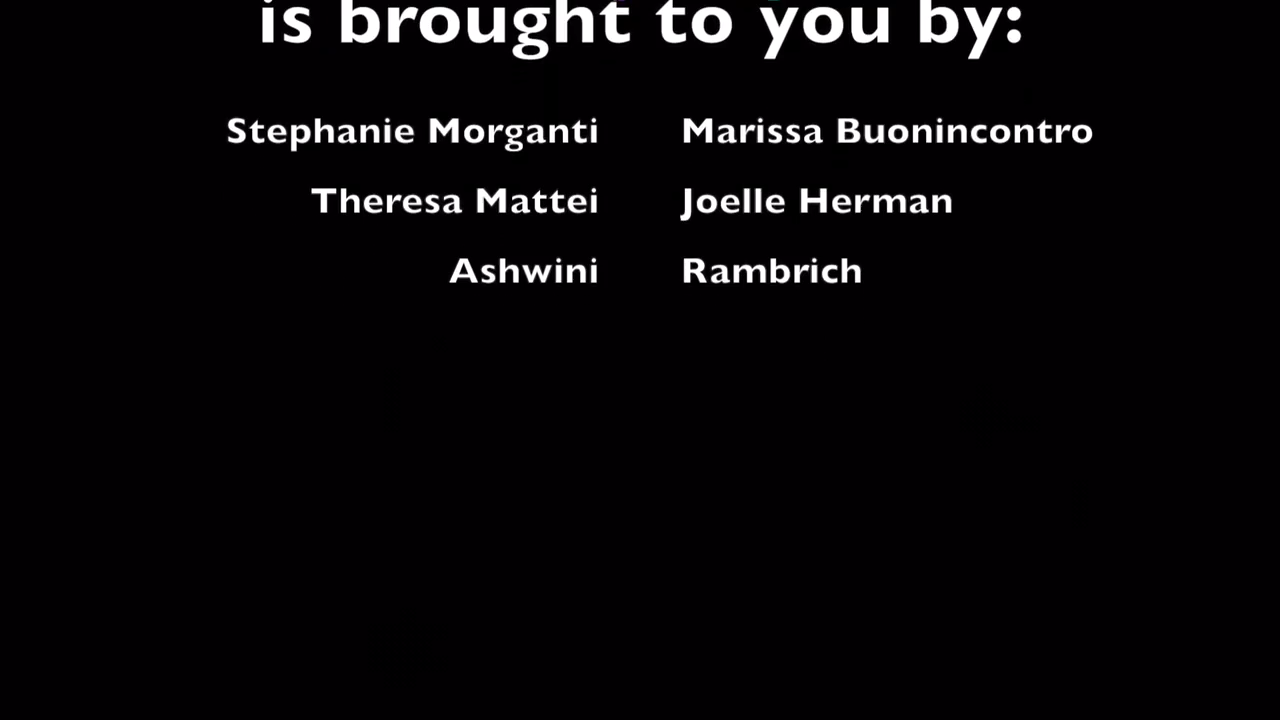 is brought to you by:
Stephanie Morganti Marissa Buonincontro
Theresa Mattei Joelle Herman
Ashwini Rambrich